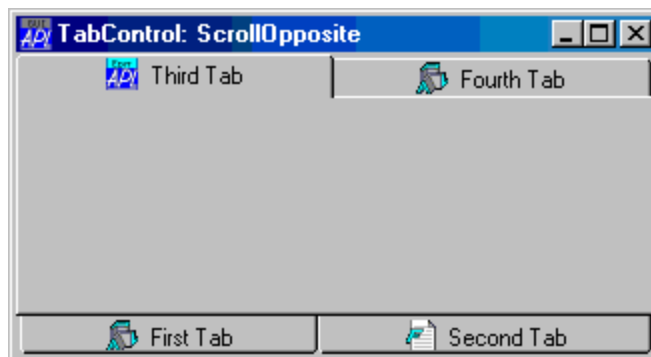 TabControl: ScrollOpposite
Third Tab
Fourth Tab
First Tab
Second Tab